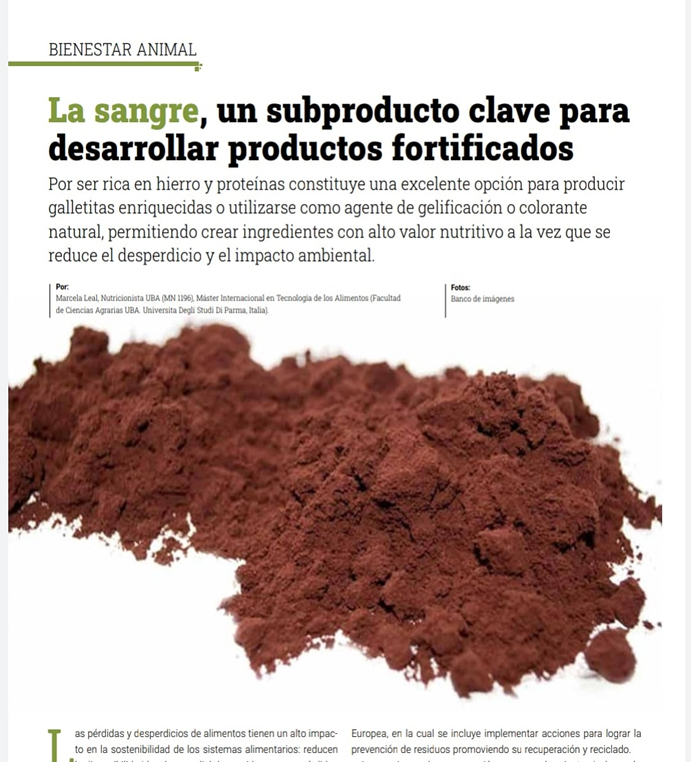 BIENESTAR ANIMAL
La sangre, un subproducto clave para
desarrollar productos fortificados
Por ser rica en hierro y proteínas constituye una excelente opción para producir
galletitas enriquecidas o utilizarse como agente de gelificación o colorante
natural, permitiendo crear ingredientes con alto valor nutritivo a la vez que se
reduce el desperdicio y el impacto ambiental.
Por:
Marcela Leal, Nutricionista UBA (MN 1196), Máster Internacional en Tecnología de los Alimentos (Facultad
de Ciencias Agrarias UBA. Universita Degli Studi Di Parma, Italia).
Fotos:
Banco de imágenes
Las pérdidas y desperdicios de alimentos tienen un alto impac-
to en la sostenibilidad de los sistemas alimentarios: reducen
Europea, en la cual se incluye implementar acciones para lograr la
prevención de residuos promoviendo su recuperación y reciclado.